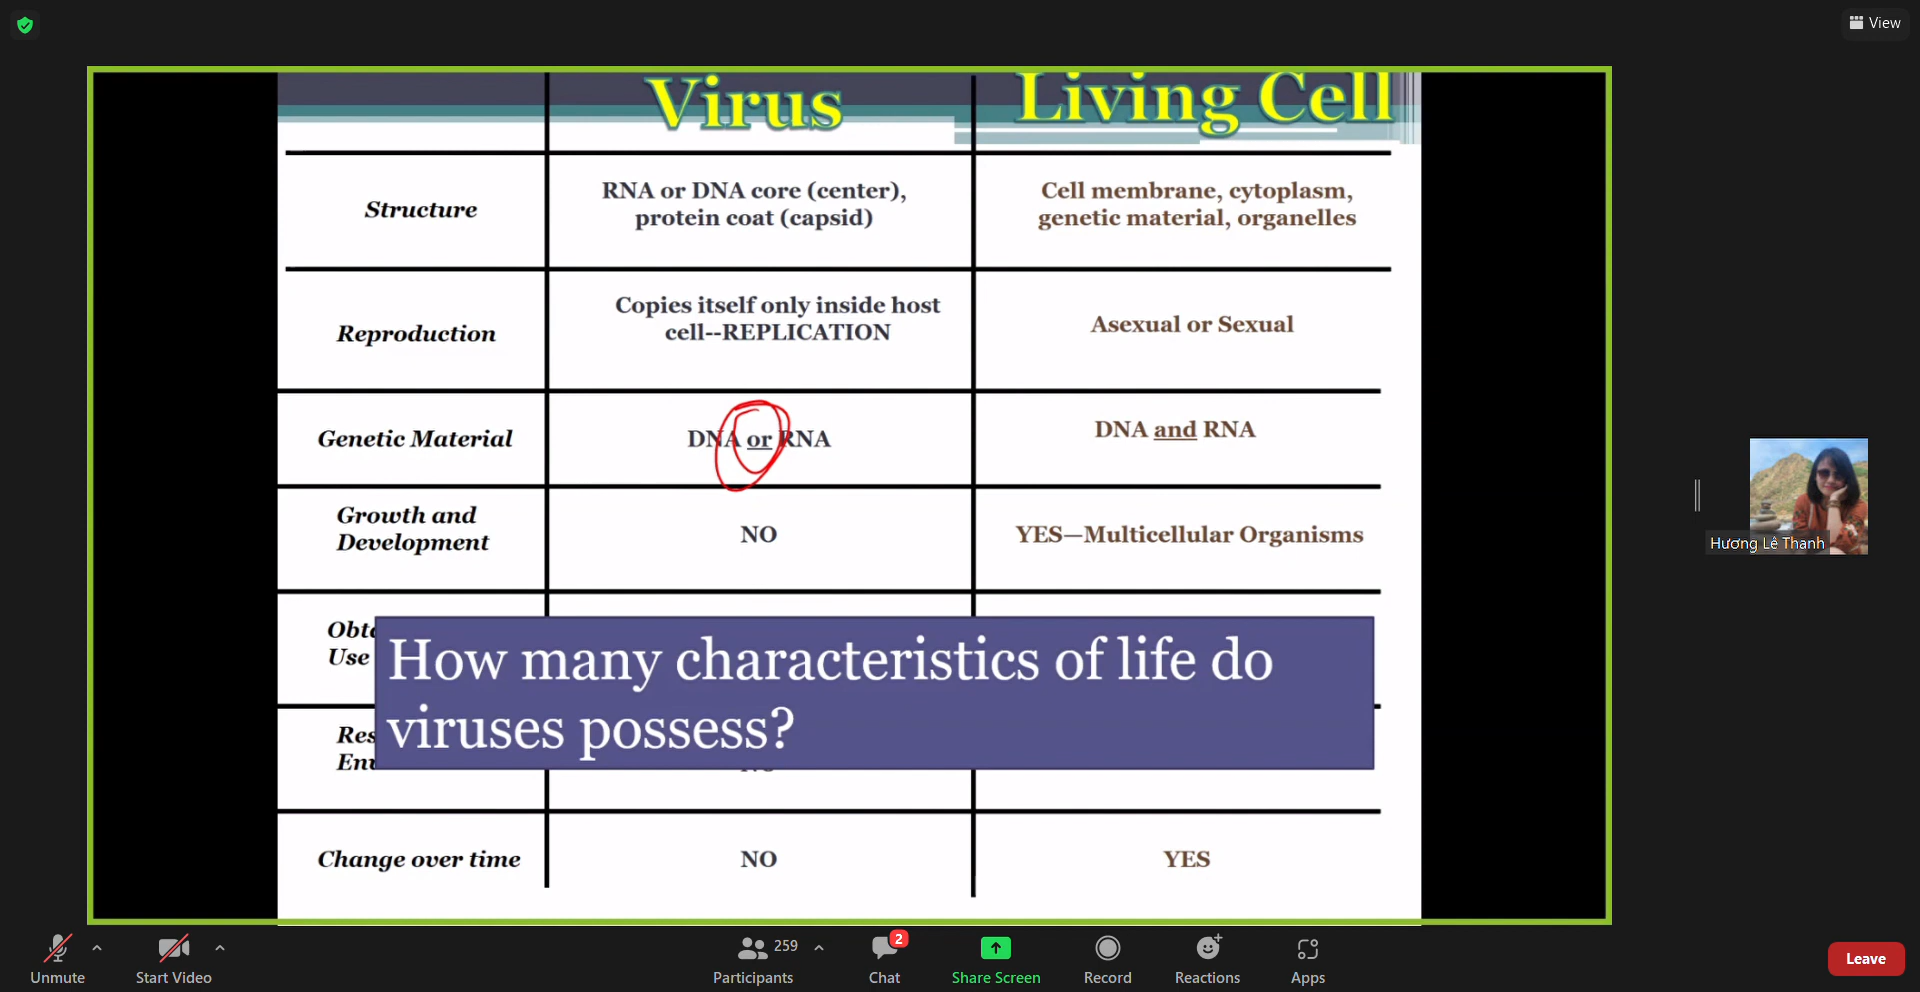 View
Virus
Living Cell
Structure
RNA or DNA core (center),
protein coat (capsid)
Cell membrane, cytoplasm,
genetic material, organelles
Reproduction
Copies itself only inside host
cell--REPLICATION
Asexual or Sexual
Genetic Material
DNA or RNA
DNA and RNA
Growth and
Development
NO
YES—Multicellular Organisms
Use
How many characteristics of life do
viruses possess?
Change over time
NO
YES
Hương Lê Thanh
Unmute
Start Video
259
Participants
2
Chat
Share Screen
Record
Reactions
Apps
Leave